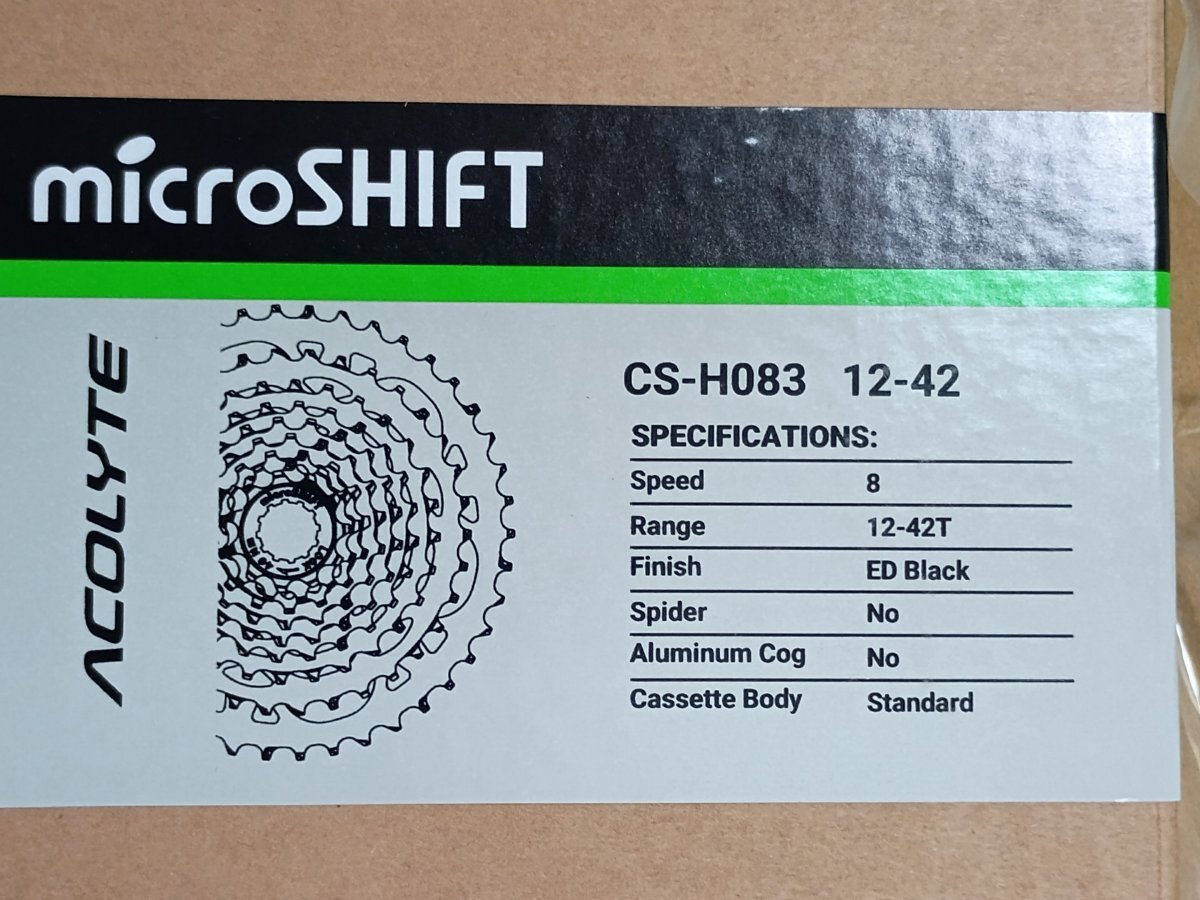 microSHIFT
ACOLYTE
CS-H083 12-42
SPECIFICATIONS:
Speed 8
Range 12-42T
Finish ED Black
Spider No
Aluminum Cog No
Cassette Body Standard